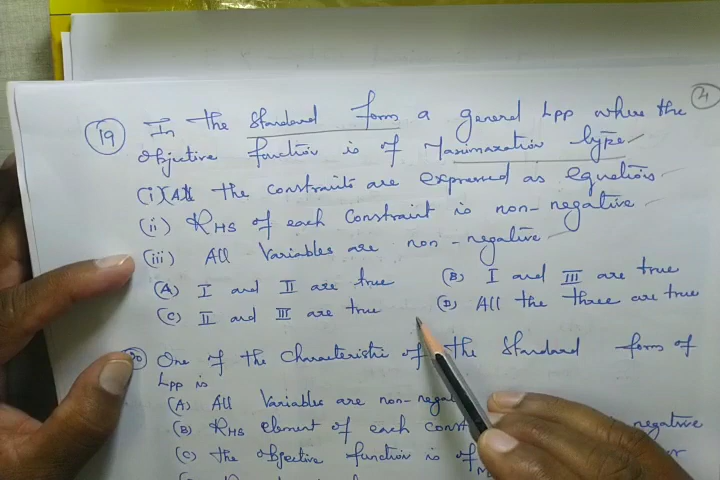 4
19 In the Standard form a general LPP where the
Objective function is of Maximaxation type
(i) All the constraints are expressed as equations
(ii) RHS of each Constraint is non-negative
(iii) All Variables are non-negative
(A) I and II are true (B) I and III are true
(C) II and III are true (D) All the three are true
20 One of the characteristic of the Standard form of
LPP is
(A) All Variables are non-nega
(B) RHS element of each const negative
(C) the objective function is of